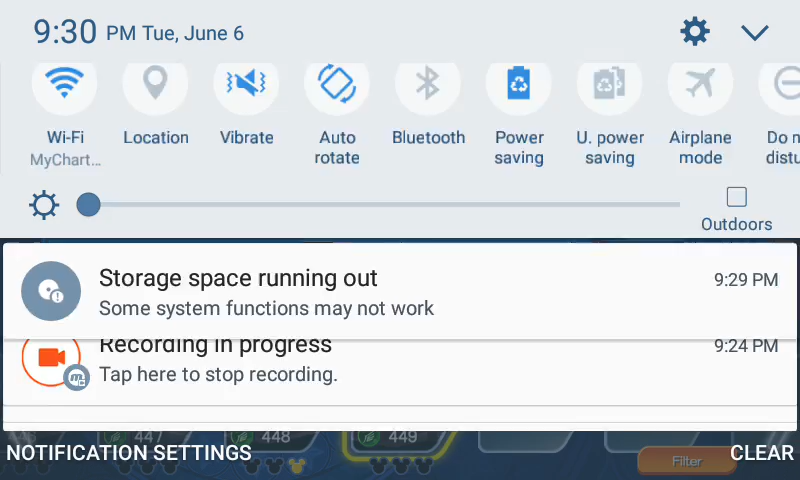 9:30 PM Tue, June 6
Wi-Fi
MyChart...
Location
Vibrate
Auto
rotate
Bluetooth
Power
saving
U. power
saving
Airplane
mode
Do n
distu
Outdoors
Storage space running out
9:29 PM
Some system functions may not work
Recording in progress
9:24 PM
Tap here to stop recording.
447
448
449
NOTIFICATION SETTINGS
Filter
CLEAR